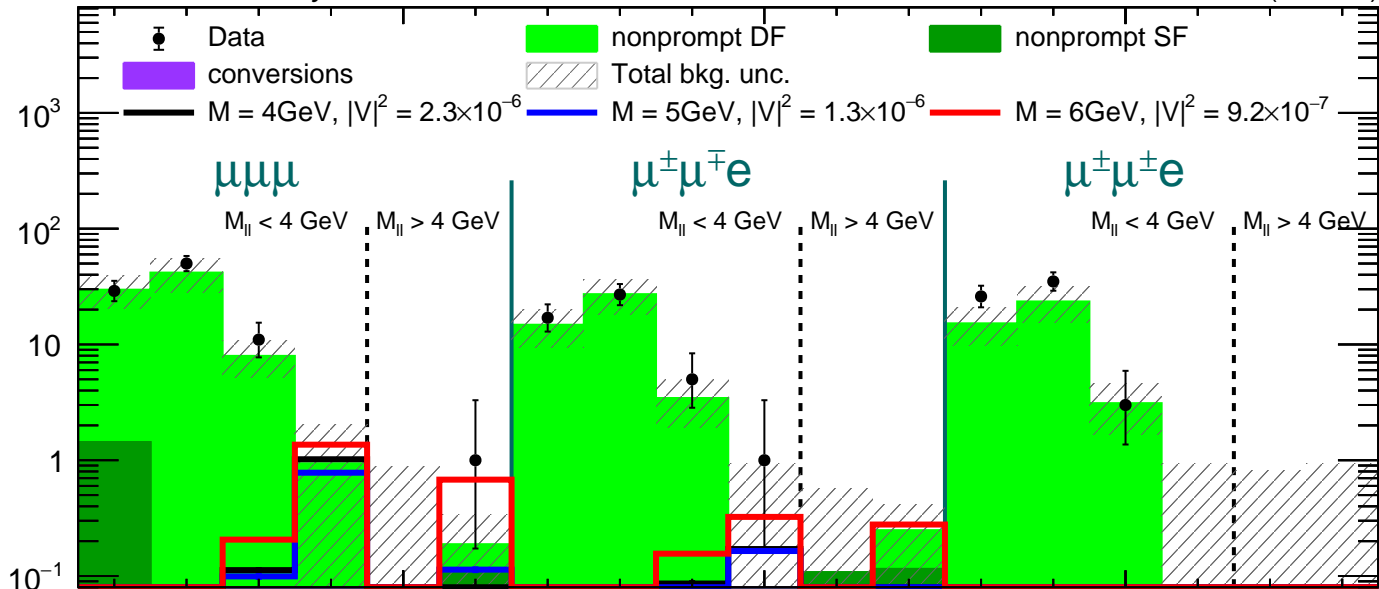 Data nonprompt DF nonprompt SF
conversions Total bkg. unc.
M = 4GeV, |V|² = 2.3×10⁻⁶ M = 5GeV, |V|² = 1.3×10⁻⁶ M = 6GeV, |V|² = 9.2×10⁻⁷
10³
μμμ μ±μ∓e μ±μ±e
M_ll < 4 GeV M_ll > 4 GeV M_ll < 4 GeV M_ll > 4 GeV M_ll < 4 GeV M_ll > 4 GeV
10²
10
1
10⁻¹